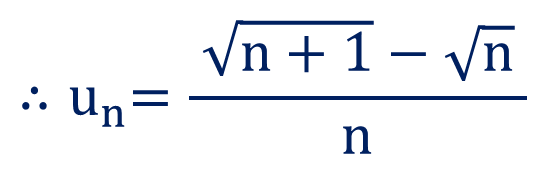 ∴ uₙ= (√(n + 1) − √n)/n